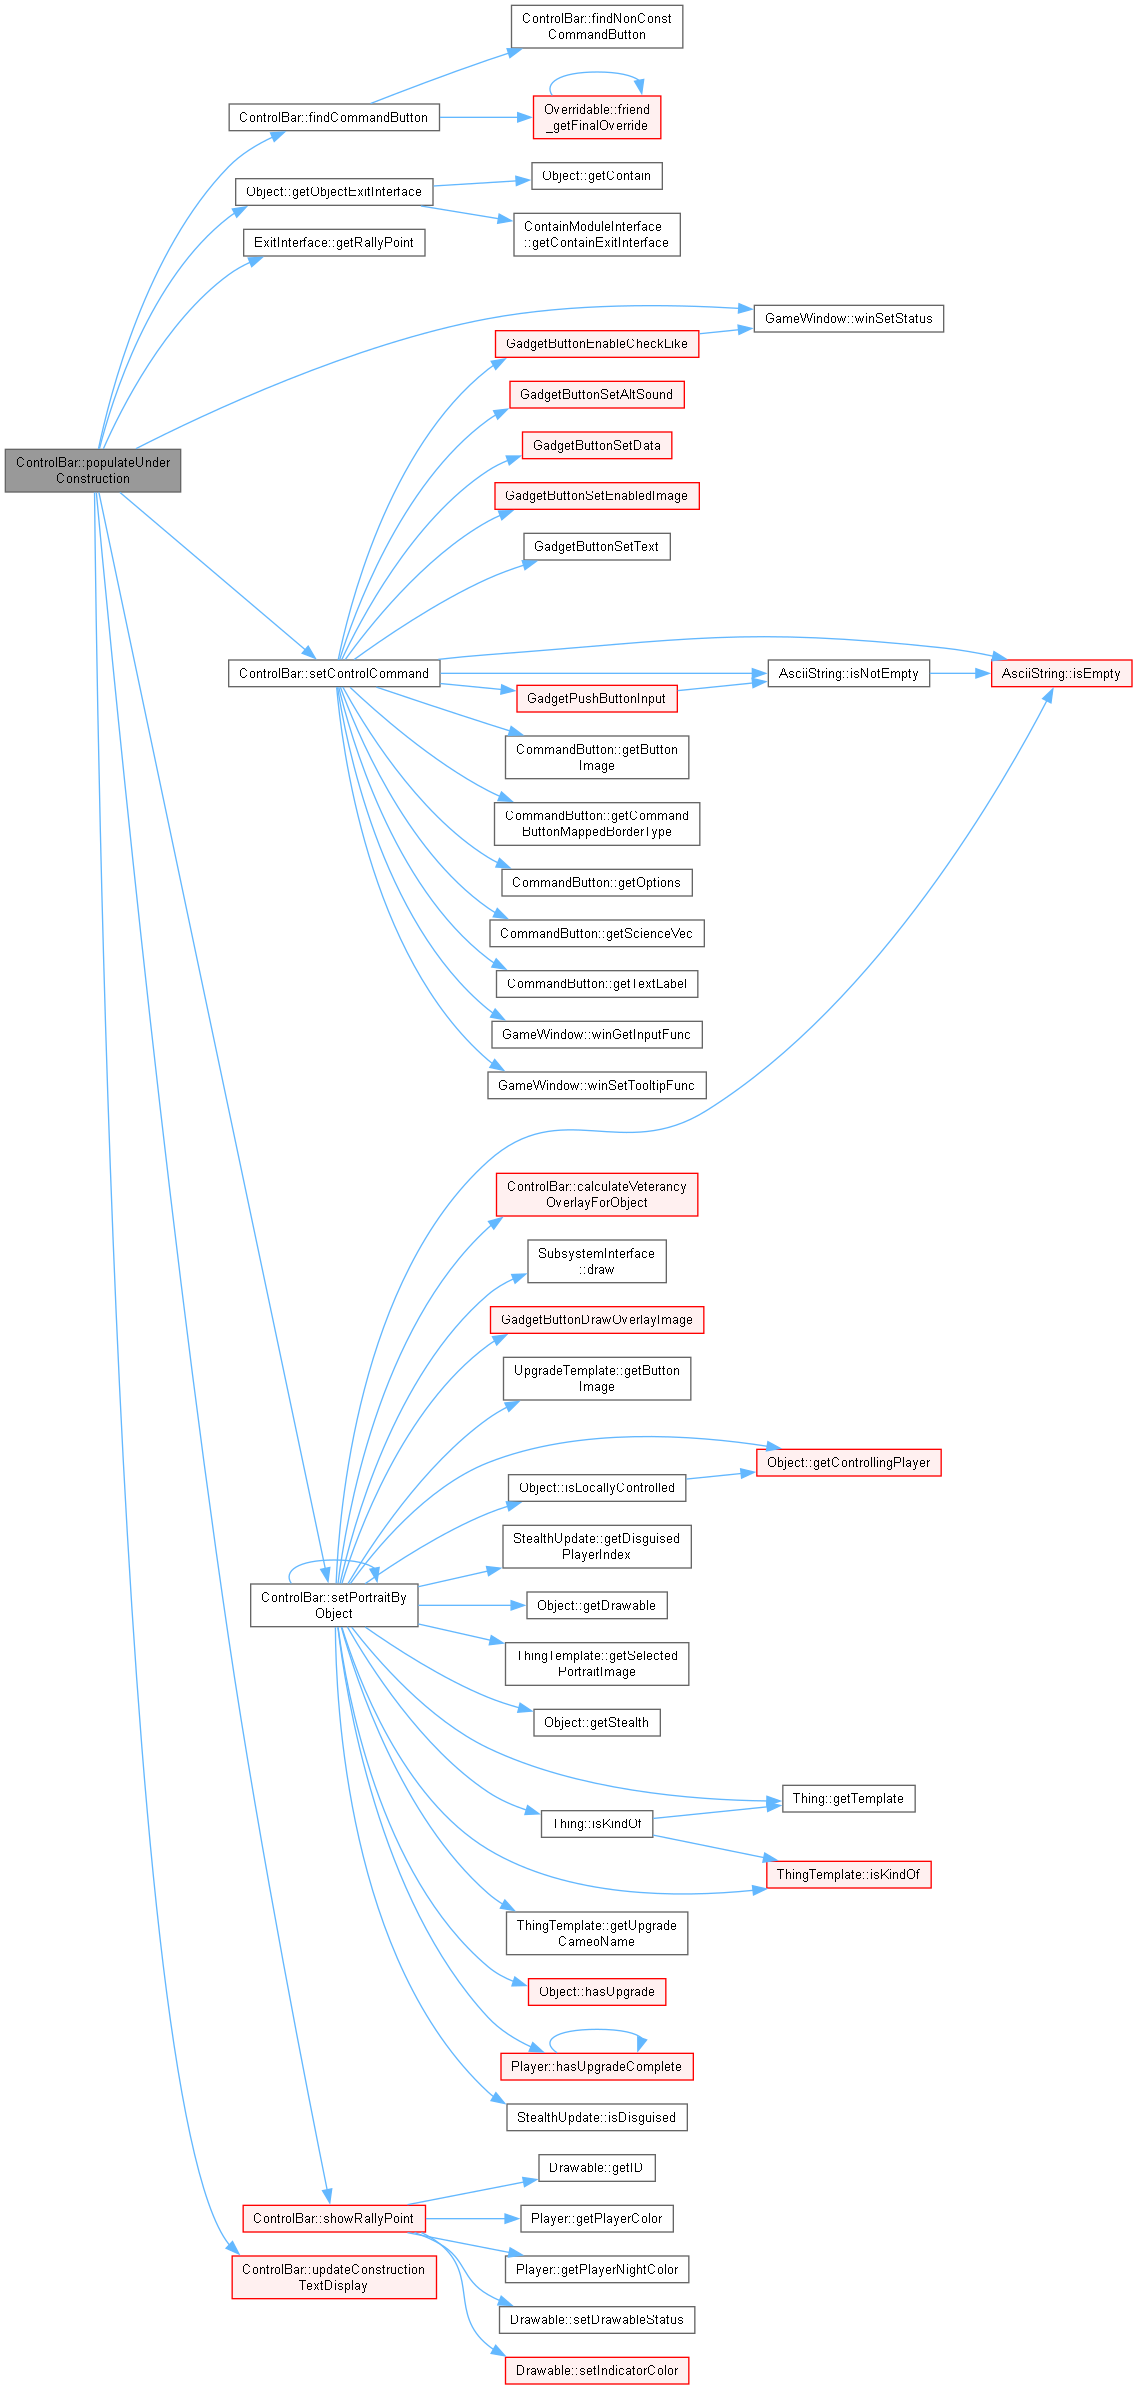 ControlBar::findNonConst
CommandButton
Overridable::friend
_getFinalOverride
ControlBar::findCommandButton
Object::getContain
Object::getObjectExitInterface
ContainModuleInterface
::getContainExitInterface
ExitInterface::getRallyPoint
GameWindow::winSetStatus
GadgetButtonEnableCheckLike
GadgetButtonSetAltSound
GadgetButtonSetData
ControlBar::populateUnder
Construction
GadgetButtonSetEnabledImage
GadgetButtonSetText
ControlBar::setControlCommand
AsciiString::isNotEmpty
AsciiString::isEmpty
GadgetPushButtonInput
CommandButton::getButton
Image
CommandButton::getCommand
ButtonMappedBorderType
CommandButton::getOptions
CommandButton::getScienceVec
CommandButton::getTextLabel
GameWindow::winGetInputFunc
GameWindow::winSetTooltipFunc
ControlBar::calculateVeterancy
OverlayForObject
SubsystemInterface
::draw
GadgetButtonDrawOverlayImage
UpgradeTemplate::getButton
Image
Object::getControllingPlayer
Object::isLocallyControlled
StealthUpdate::getDisguised
PlayerIndex
ControlBar::setPortraitBy
Object
Object::getDrawable
ThingTemplate::getSelected
PortraitImage
Object::getStealth
Thing::getTemplate
Thing::isKindOf
ThingTemplate::isKindOf
ThingTemplate::getUpgrade
CameoName
Object::hasUpgrade
Player::hasUpgradeComplete
StealthUpdate::isDisguised
Drawable::getID
ControlBar::showRallyPoint
Player::getPlayerColor
Player::getPlayerNightColor
ControlBar::updateConstruction
TextDisplay
Drawable::setDrawableStatus
Drawable::setIndicatorColor